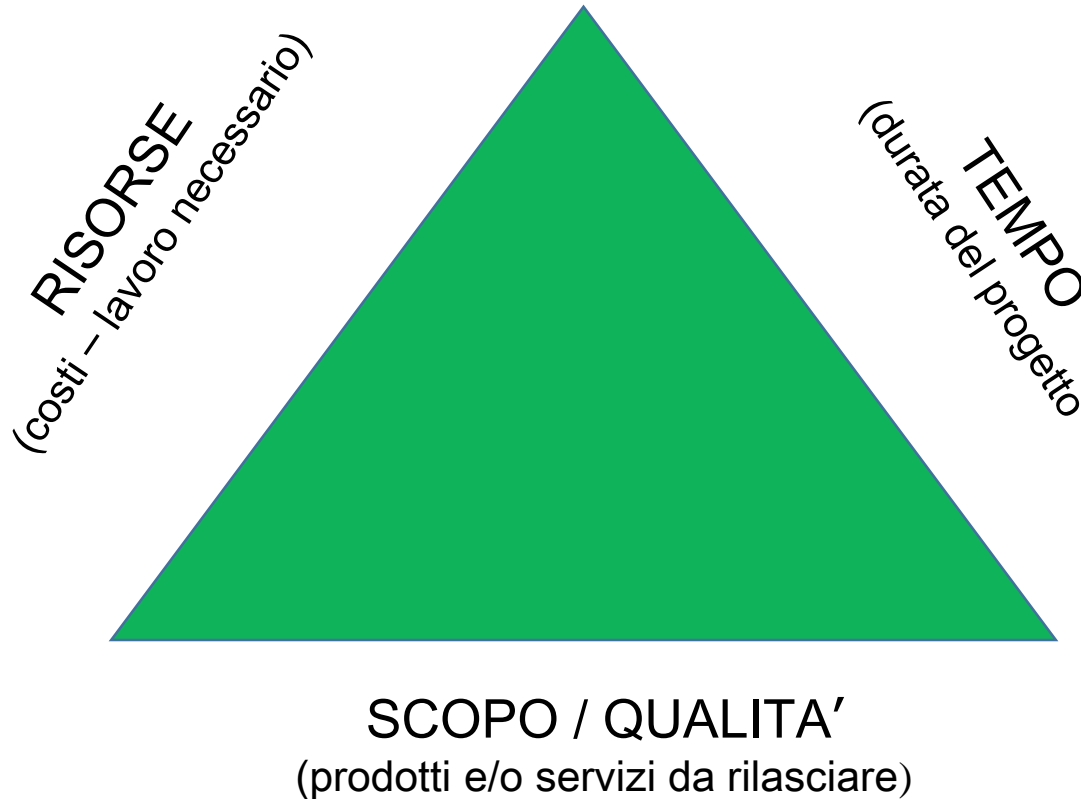 RISORSE
(costi – lavoro necessario)
TEMPO
(durata del progetto
SCOPO / QUALITA’
(prodotti e/o servizi da rilasciare)